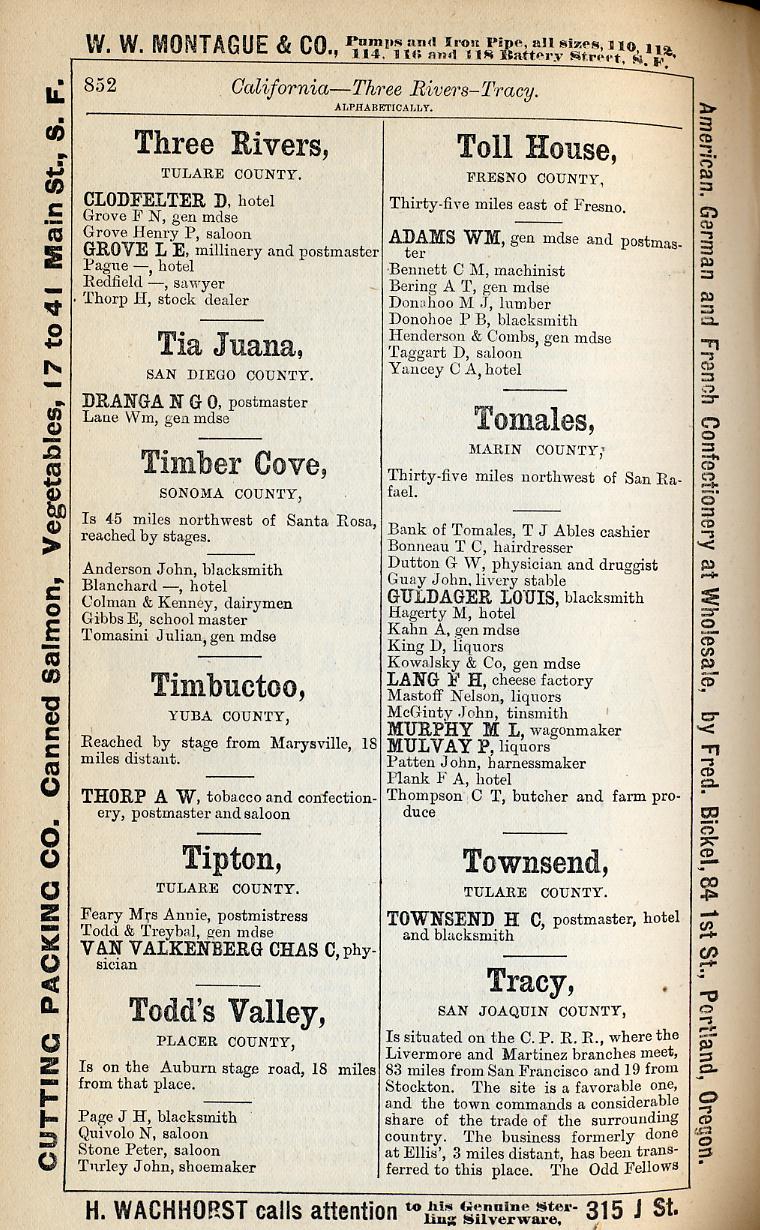 W. W. MONTAGUE & CO., Pumps and Iron Pipe, all sizes, 110, 112, 114, 116 and 118 Battery Street, S. F.
852
California—Three Rivers–Tracy.
ALPHABETICALLY.
CUTTING PACKING CO. Canned Salmon, Vegetables, 17 to 41 Main St., S. F.
Three Rivers,
TULARE COUNTY.
CLODFELTER D, hotel
Grove F N, gen mdse
Grove Henry P, saloon
GROVE L E, millinery and postmaster
Pague —, hotel
Redfield —, sawyer
Thorp H, stock dealer
Tia Juana,
SAN DIEGO COUNTY.
DRANGA N G O, postmaster
Lane Wm, gen mdse
Timber Cove,
SONOMA COUNTY,
Is 45 miles northwest of Santa Rosa,
reached by stages.
Anderson John, blacksmith
Blanchard —, hotel
Colman & Kenney, dairymen
Gibbs E, school master
Tomasini Julian, gen mdse
Timbuctoo,
YUBA COUNTY,
Reached by stage from Marysville, 18
miles distant.
THORP A W, tobacco and confection-
ery, postmaster and saloon
Tipton,
TULARE COUNTY.
Feary Mrs Annie, postmistress
Todd & Treybal, gen mdse
VAN VALKENBERG CHAS C, phy-
sician
Todd's Valley,
PLACER COUNTY,
Is on the Auburn stage road, 18 miles
from that place.
Page J H, blacksmith
Quivolo N, saloon
Stone Peter, saloon
Turley John, shoemaker
Toll House,
FRESNO COUNTY,
Thirty-five miles east of Fresno.
ADAMS WM, gen mdse and postmas-
ter
Bennett C M, machinist
Bering A T, gen mdse
Donahoo M J, lumber
Donohoe P B, blacksmith
Henderson & Combs, gen mdse
Taggart D, saloon
Yancey C A, hotel
Tomales,
MARIN COUNTY,
Thirty-five miles northwest of San Ra-
fael.
Bank of Tomales, T J Ables cashier
Bonneau T C, hairdresser
Dutton G W, physician and druggist
Guay John, livery stable
GULDAGER LOUIS, blacksmith
Hagerty M, hotel
Kahn A, gen mdse
King D, liquors
Kowalsky & Co, gen mdse
LANG F H, cheese factory
Mastoff Nelson, liquors
McGinty John, tinsmith
MURPHY M L, wagonmaker
MULVAY P, liquors
Patten John, harnessmaker
Plank F A, hotel
Thompson C T, butcher and farm pro-
duce
Townsend,
TULARE COUNTY.
TOWNSEND H C, postmaster, hotel
and blacksmith
Tracy,
SAN JOAQUIN COUNTY,
Is situated on the C. P. R. R., where the
Livermore and Martinez branches meet,
83 miles from San Francisco and 19 from
Stockton. The site is a favorable one,
and the town commands a considerable
share of the trade of the surrounding
country. The business formerly done
at Ellis', 3 miles distant, has been trans-
ferred to this place. The Odd Fellows
American, German and French Confectionery at Wholesale, by Fred. Bickel, 84 1st St., Portland, Oregon.
H. WACHHORST calls attention to his Genuine Ster- ling Silverware, 315 J St.